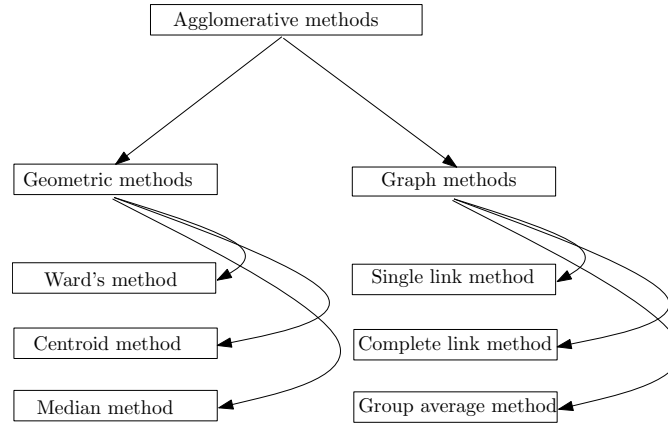 Agglomerative methods
Geometric methods
Graph methods
Ward's method
Single link method
Centroid method
Complete link method
Median method
Group average method